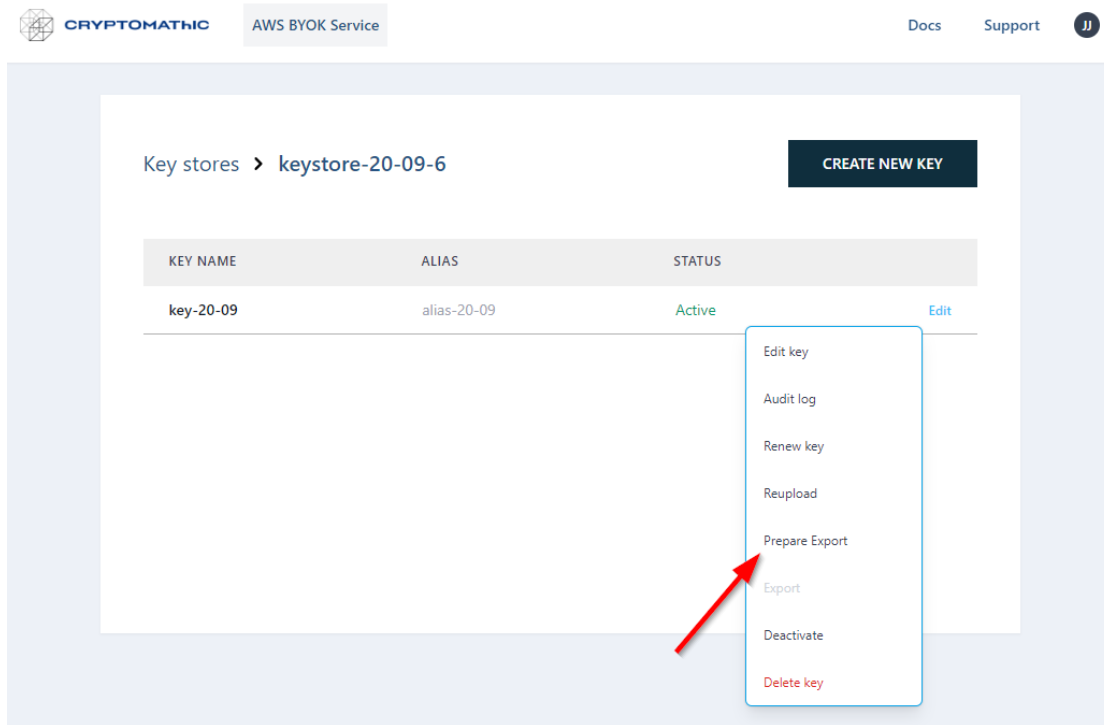 CRYPTOMAThIC AWS BYOK Service Docs Support JJ
Key stores > keystore-20-09-6 CREATE NEW KEY
KEY NAME ALIAS STATUS
key-20-09 alias-20-09 Active Edit
Edit key
Audit log
Renew key
Reupload
Prepare Export
Export
Deactivate
Delete key